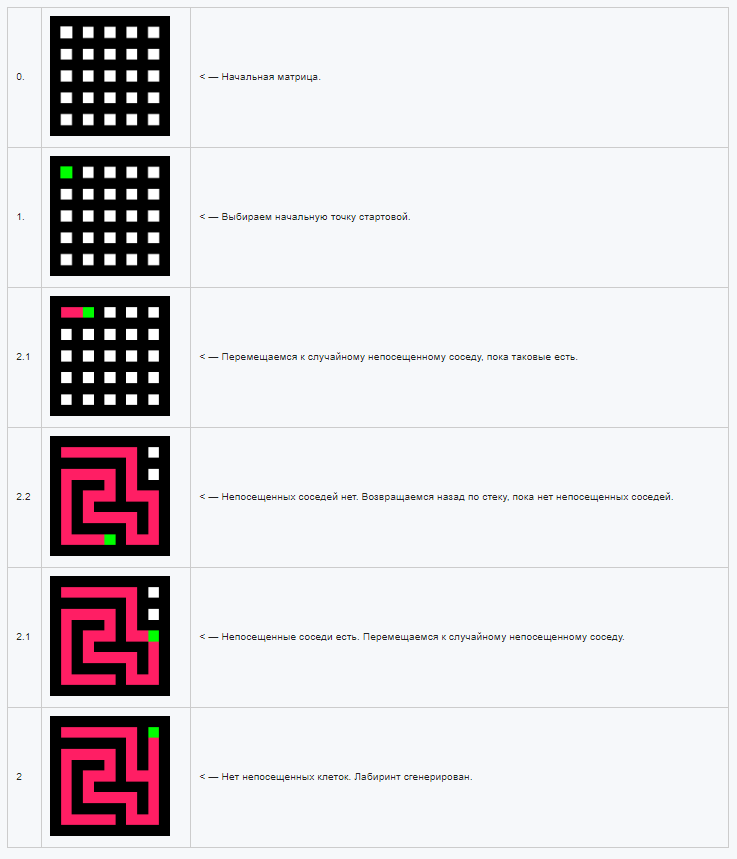 0. < — Начальная матрица.
1. < — Выбираем начальную точку стартовой.
2.1 < — Перемещаемся к случайному непосещенному соседу, пока таковые есть.
2.2 < — Непосещенных соседей нет. Возвращаемся назад по стеку, пока нет непосещенных соседей.
2.1 < — Непосещенные соседи есть. Перемещаемся к случайному непосещенному соседу.
2 < — Нет непосещенных клеток. Лабиринт сгенерирован.